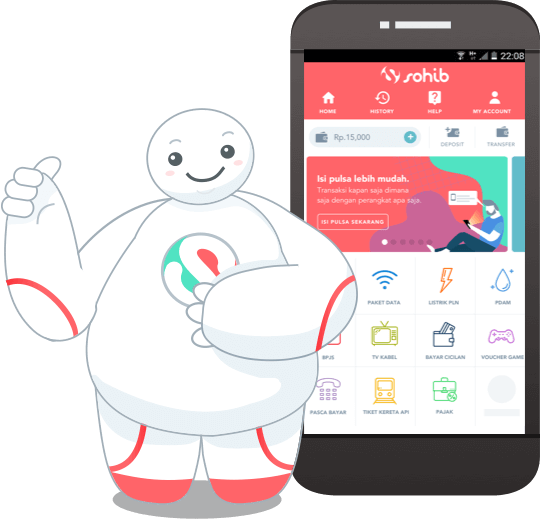 22:08
sohib
HOME HISTORY HELP MY ACCOUNT
Rp.15,000 DEPOSIT TRANSFER
Isi pulsa lebih mudah.
Transaksi kapan saja dimana
saja dengan perangkat apa saja.
ISI PULSA SEKARANG
PAKET DATA LISTRIK PLN PDAM
BPJS TV KABEL BAYAR CICILAN VOUCHER GAME
PASCA BAYAR TIKET KERETA API PAJAK